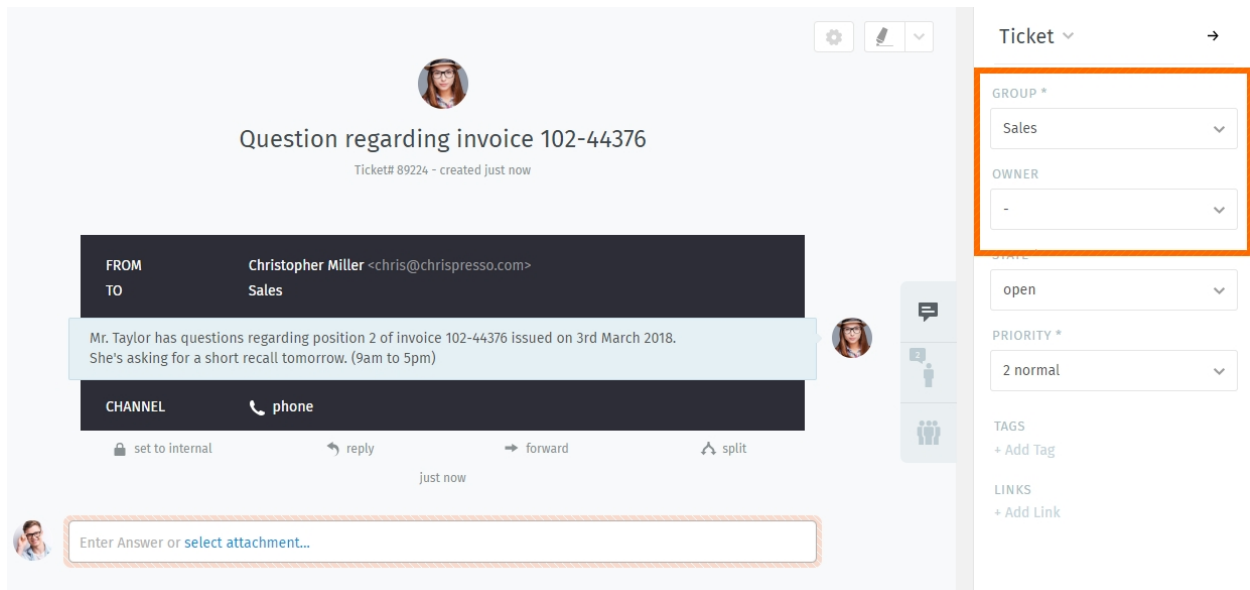 Question regarding invoice 102-44376
Ticket# 89224 - created just now
FROM Christopher Miller <chris@chrispresso.com>
TO Sales
Mr. Taylor has questions regarding position 2 of invoice 102-44376 issued on 3rd March 2018.
She's asking for a short recall tomorrow. (9am to 5pm)
CHANNEL phone
set to internal reply forward split
just now
Enter Answer or select attachment...
2
Ticket
GROUP *
Sales
OWNER
-
STATE *
open
PRIORITY *
2 normal
TAGS
+ Add Tag
LINKS
+ Add Link